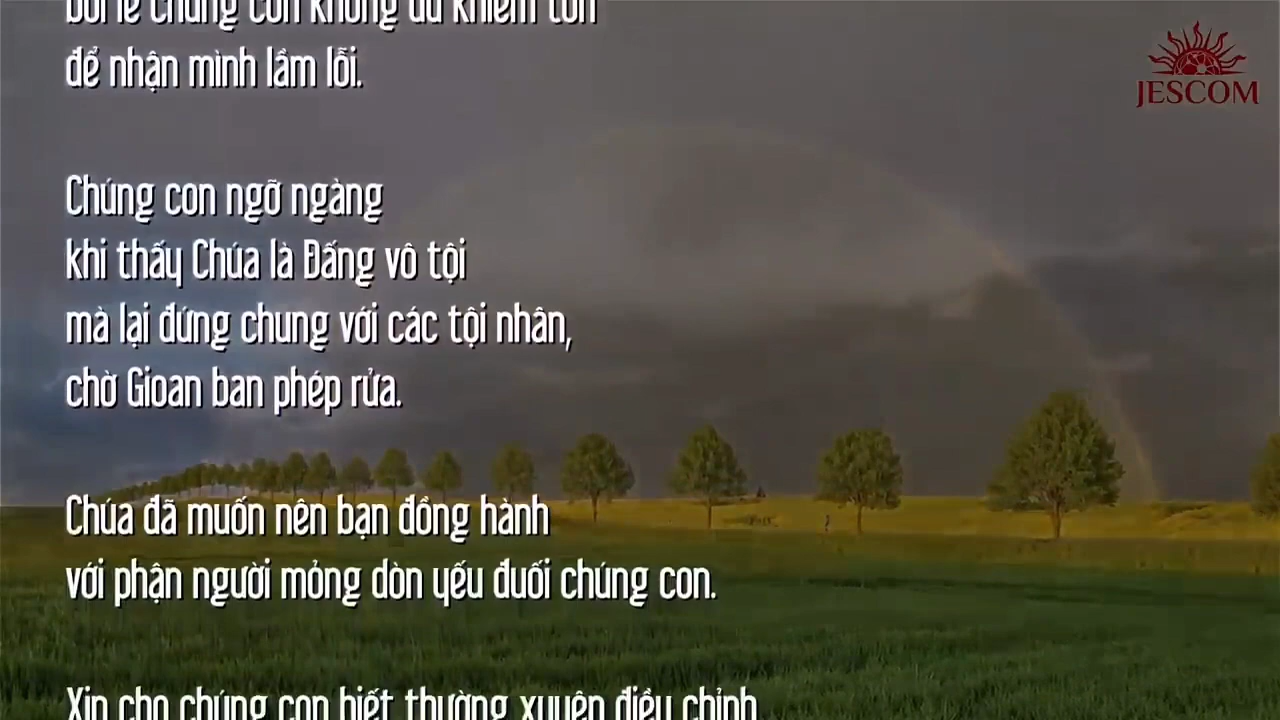 bởi lẽ chúng con không đủ khiêm tốn
để nhận mình lầm lỗi.
JESCOM
Chúng con ngỡ ngàng
khi thấy Chúa là Đấng vô tội
mà lại đứng chung với các tội nhân,
chờ Gioan ban phép rửa.
Chúa đã muốn nên bạn đồng hành
với phận người mỏng dòn yếu đuối chúng con.
Xin cho chúng con biết thường xuyên điều chỉnh